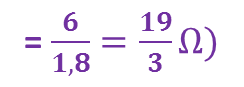 = 6/1,8 = 19/3 Ω)